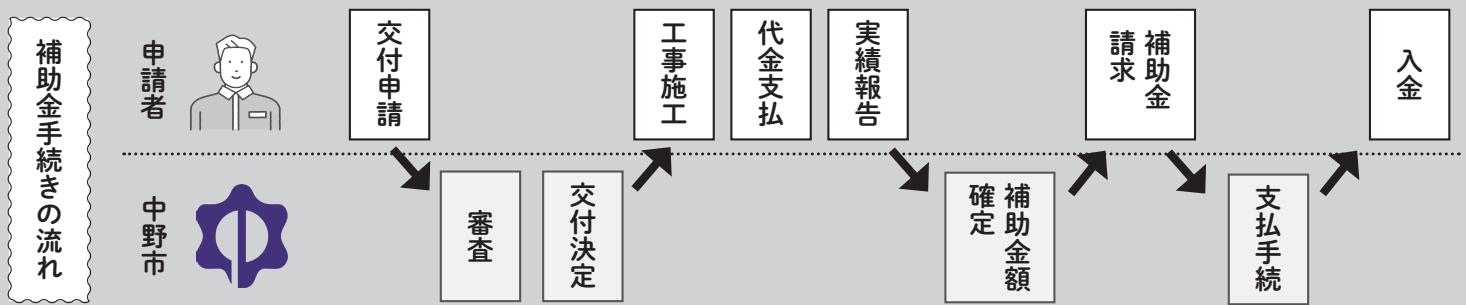 補助金手続きの流れ
申請者
交付申請
工事施工
代金支払
実績報告
補助金
請求
入金
中野市
審査
交付決定
補助金額
確定
支払手続